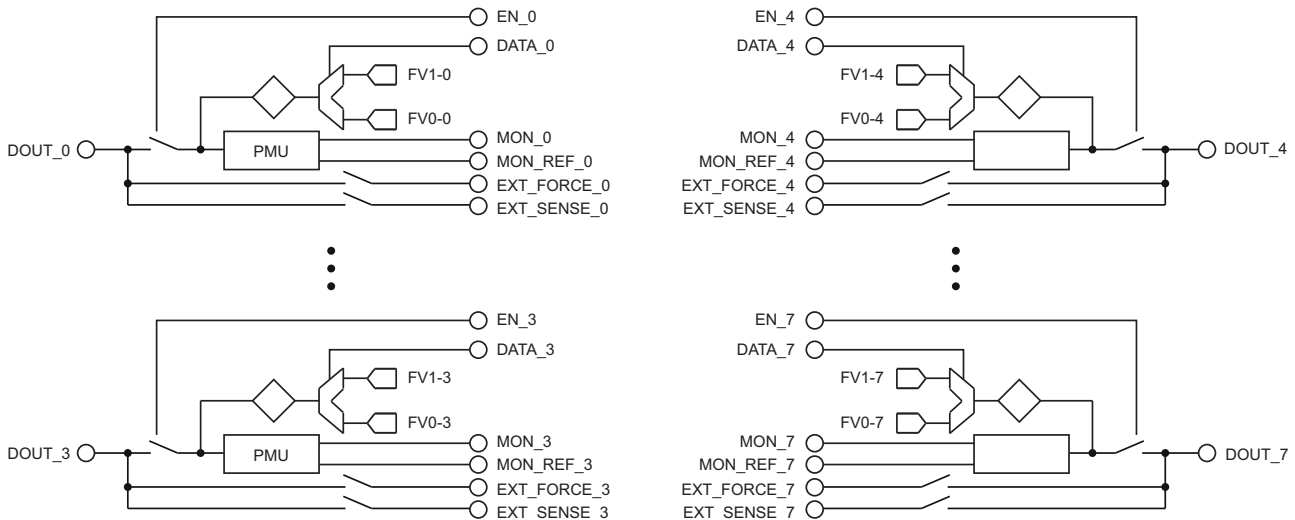 EN_0
DATA_0
FV1-0
FV0-0
DOUT_0
PMU
MON_0
MON_REF_0
EXT_FORCE_0
EXT_SENSE_0
EN_4
DATA_4
FV1-4
FV0-4
MON_4
MON_REF_4
EXT_FORCE_4
EXT_SENSE_4
DOUT_4
EN_3
DATA_3
FV1-3
FV0-3
DOUT_3
PMU
MON_3
MON_REF_3
EXT_FORCE_3
EXT_SENSE_3
EN_7
DATA_7
FV1-7
FV0-7
MON_7
MON_REF_7
EXT_FORCE_7
EXT_SENSE_7
DOUT_7